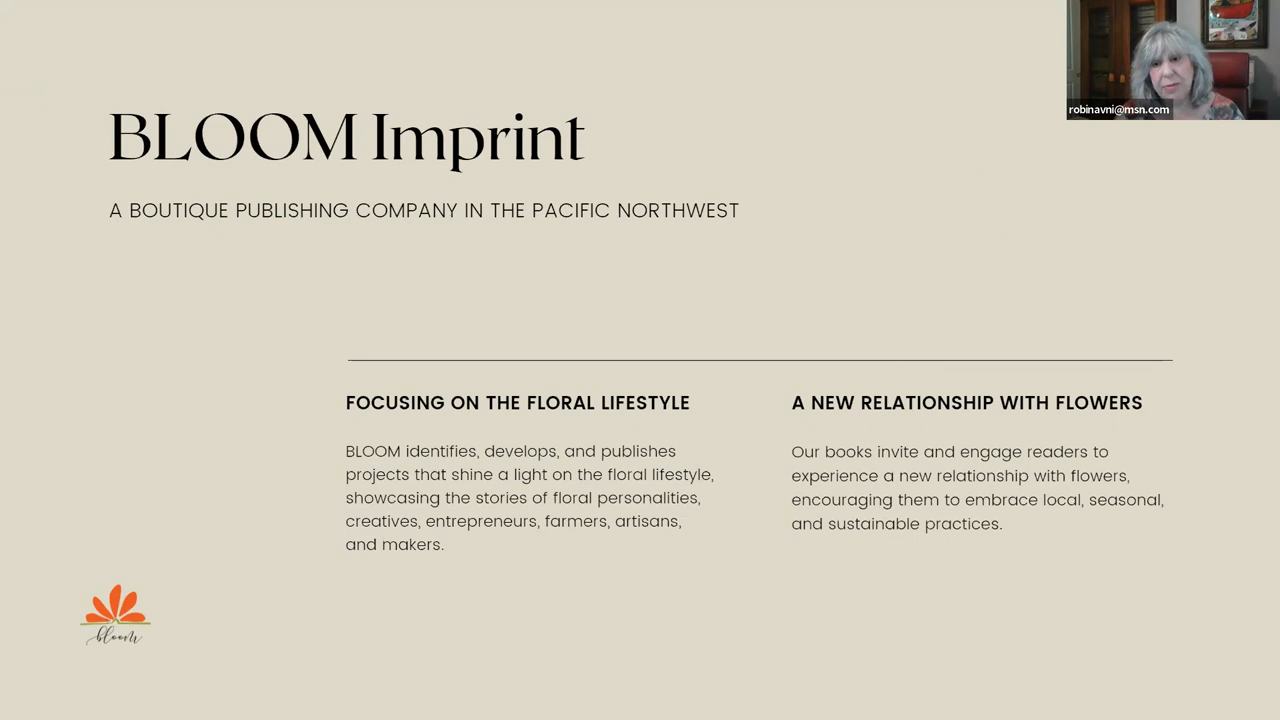 robinavni@msn.com
BLOOM Imprint
A BOUTIQUE PUBLISHING COMPANY IN THE PACIFIC NORTHWEST
FOCUSING ON THE FLORAL LIFESTYLE
BLOOM identifies, develops, and publishes
projects that shine a light on the floral lifestyle,
showcasing the stories of floral personalities,
creatives, entrepreneurs, farmers, artisans,
and makers.
A NEW RELATIONSHIP WITH FLOWERS
Our books invite and engage readers to
experience a new relationship with flowers,
encouraging them to embrace local, seasonal,
and sustainable practices.
bloom